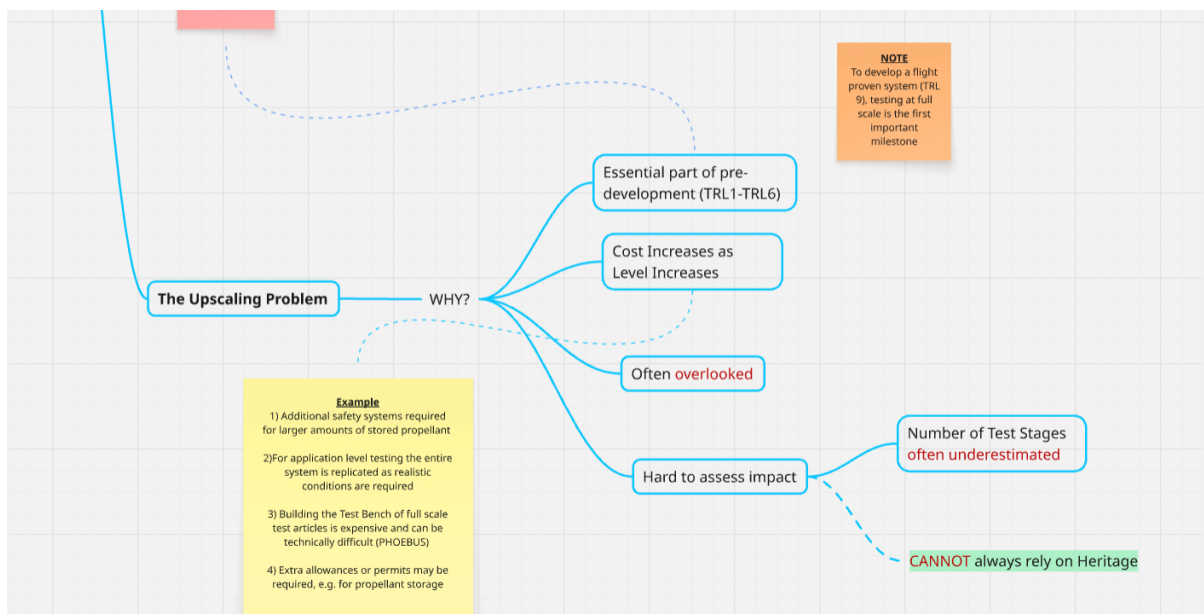 NOTE
To develop a flight
proven system (TRL
9), testing at full
scale is the first
important
milestone
Essential part of pre-
development (TRL1-TRL6)
Cost Increases as
Level Increases
The Upscaling Problem
WHY?
Often overlooked
Hard to assess impact
Number of Test Stages
often underestimated
CANNOT always rely on Heritage
Example
1) Additional safety systems required
for larger amounts of stored propellant
2)For application level testing the entire
system is replicated as realistic
conditions are required
3) Building the Test Bench of full scale
test articles is expensive and can be
technically difficult (PHOEBUS)
4) Extra allowances or permits may be
required, e.g. for propellant storage